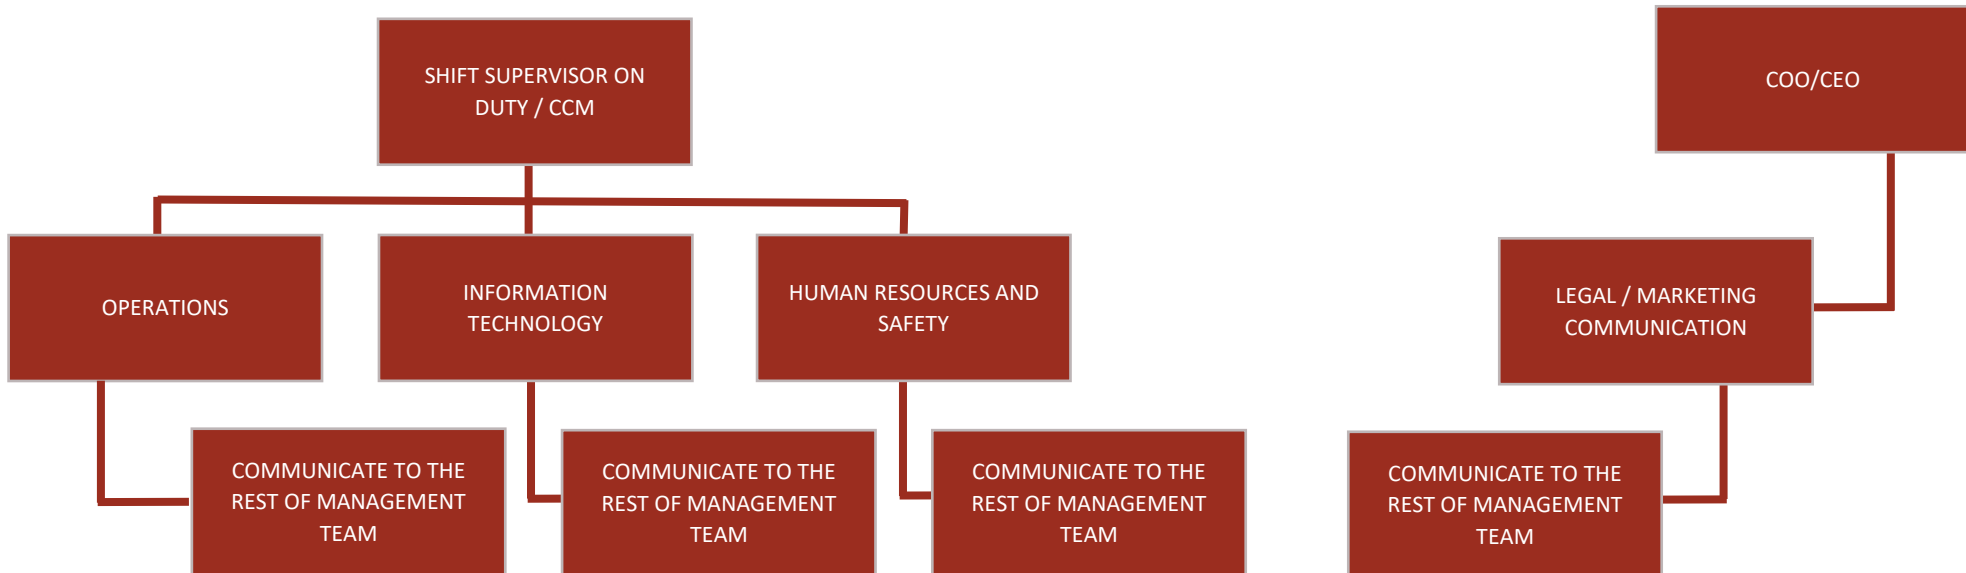 SHIFT SUPERVISOR ON
DUTY / CCM
COO/CEO
OPERATIONS
INFORMATION
TECHNOLOGY
HUMAN RESOURCES AND
SAFETY
LEGAL / MARKETING
COMMUNICATION
COMMUNICATE TO THE
REST OF MANAGEMENT
TEAM
COMMUNICATE TO THE
REST OF MANAGEMENT
TEAM
COMMUNICATE TO THE
REST OF MANAGEMENT
TEAM
COMMUNICATE TO THE
REST OF MANAGEMENT
TEAM